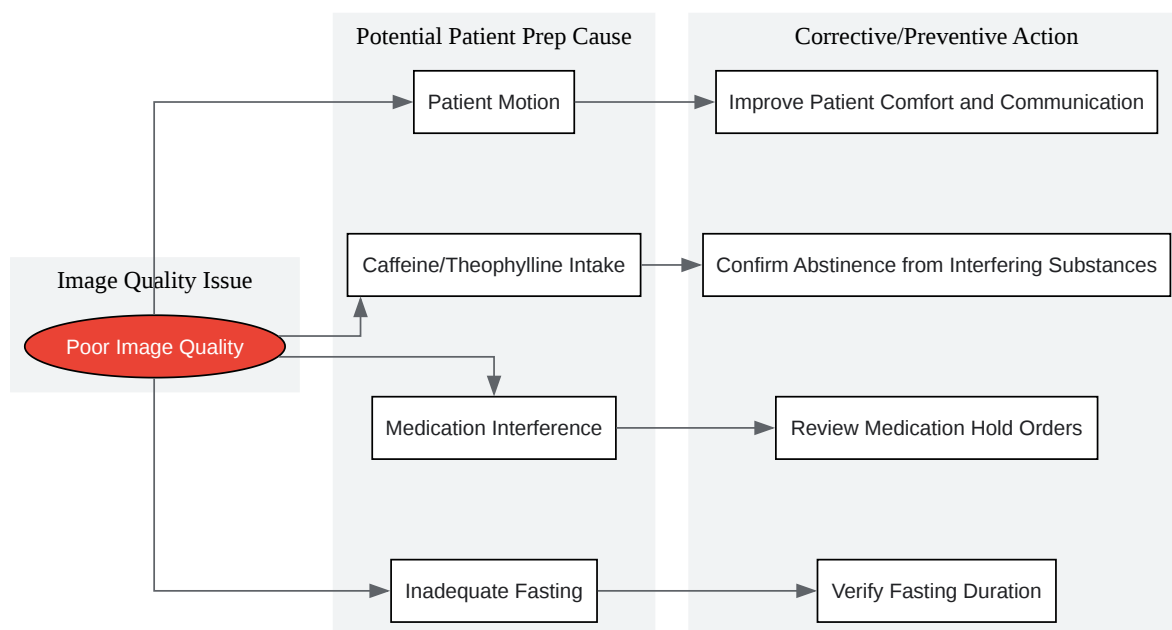 Potential Patient Prep Cause
Corrective/Preventive Action
Patient Motion
Improve Patient Comfort and Communication
Caffeine/Theophylline Intake
Confirm Abstinence from Interfering Substances
Image Quality Issue
Poor Image Quality
Medication Interference
Review Medication Hold Orders
Inadequate Fasting
Verify Fasting Duration